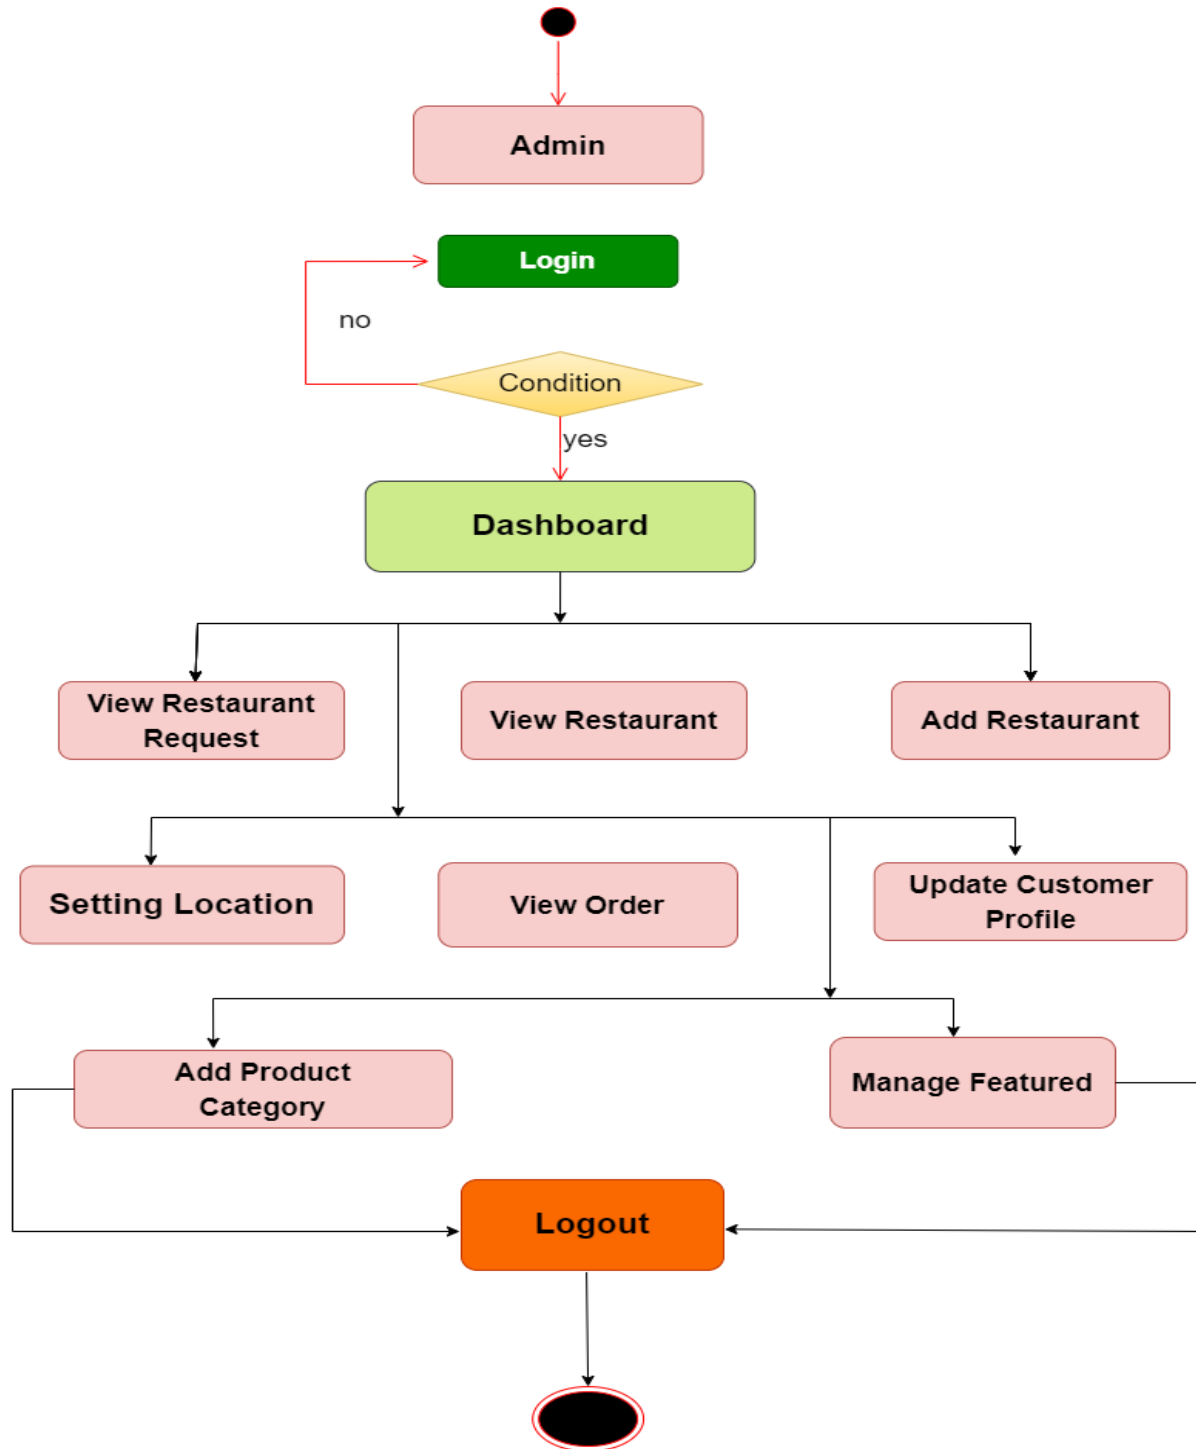 Admin
Login
no
Condition
yes
Dashboard
View Restaurant
Request
View Restaurant
Add Restaurant
Setting Location
View Order
Update Customer
Profile
Add Product
Category
Manage Featured
Logout